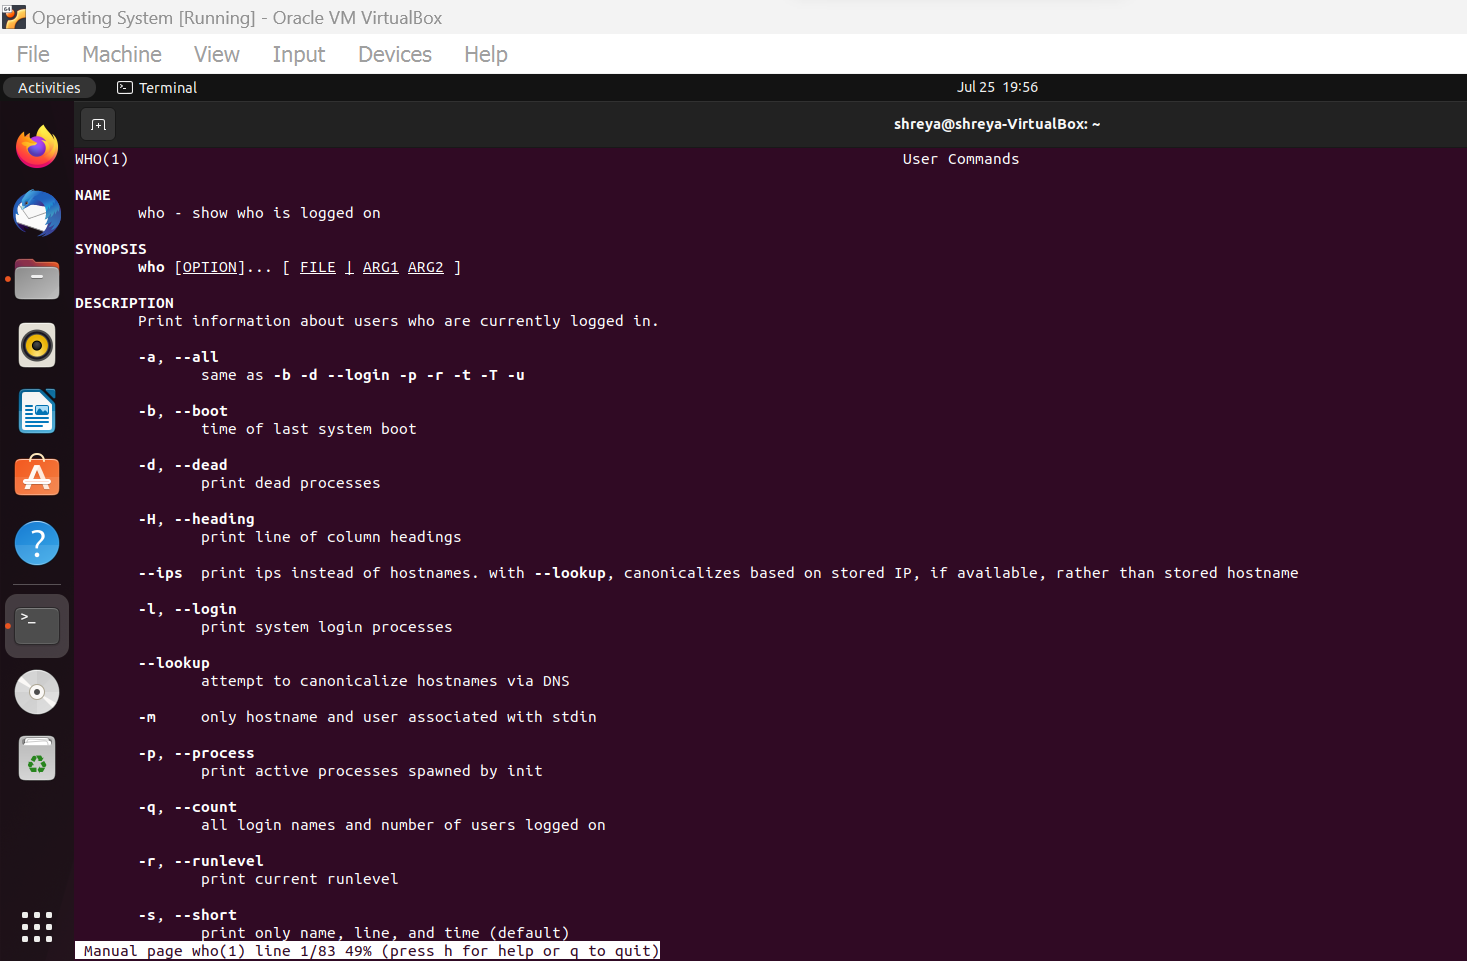 Operating System [Running] - Oracle VM VirtualBox
File Machine View Input Devices Help
Activities Terminal Jul 25 19:56
shreya@shreya-VirtualBox: ~
WHO(1) User Commands
NAME
who - show who is logged on
SYNOPSIS
who [OPTION]... [ FILE | ARG1 ARG2 ]
DESCRIPTION
Print information about users who are currently logged in.
-a, --all
same as -b -d --login -p -r -t -T -u
-b, --boot
time of last system boot
-d, --dead
print dead processes
-H, --heading
print line of column headings
--ips print ips instead of hostnames. with --lookup, canonicalizes based on stored IP, if available, rather than stored hostname
-l, --login
print system login processes
--lookup
attempt to canonicalize hostnames via DNS
-m only hostname and user associated with stdin
-p, --process
print active processes spawned by init
-q, --count
all login names and number of users logged on
-r, --runlevel
print current runlevel
-s, --short
print only name, line, and time (default)
Manual page who(1) line 1/83 49% (press h for help or q to quit)